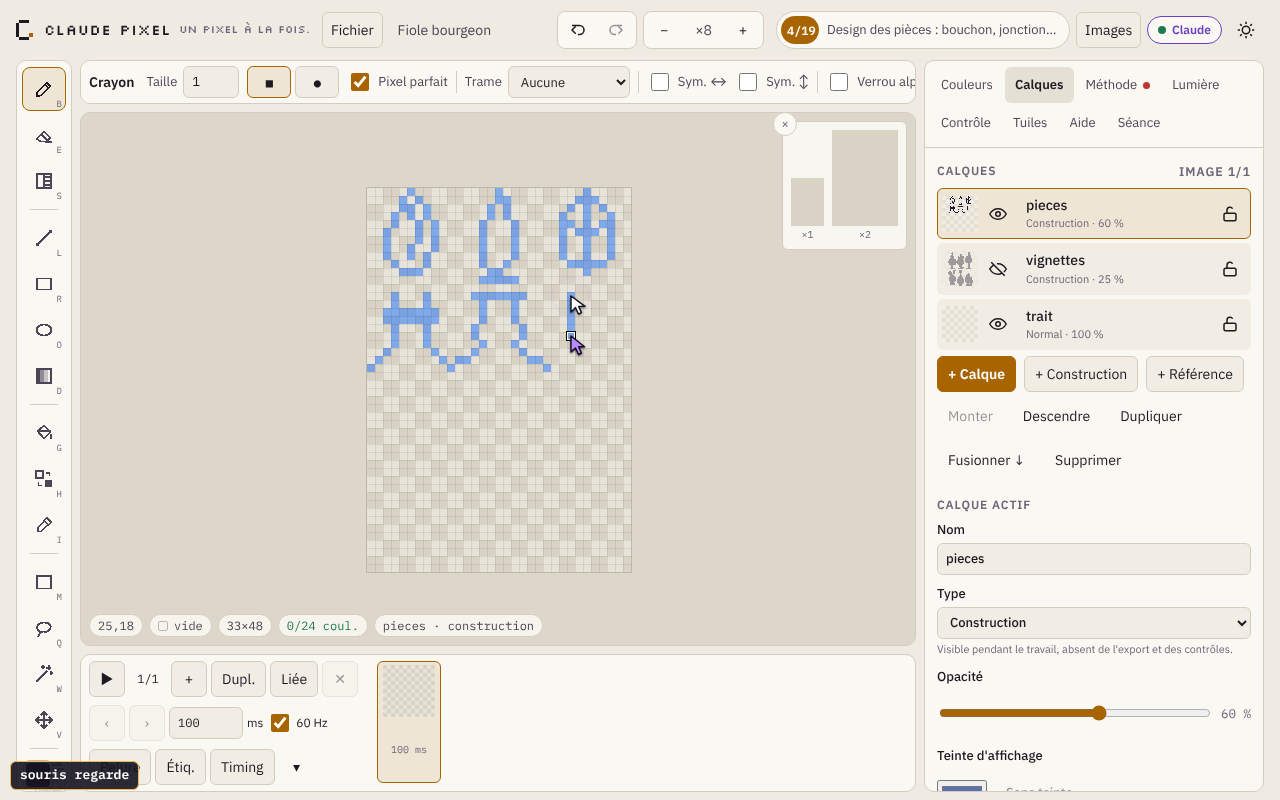 CLAUDE PIXEL UN PIXEL À LA FOIS. Fichier Fiole bourgeon − ×8 + 4/19 Design des pièces : bouchon, jonction… Images Claude
Crayon Taille 1 Pixel parfait Trame Aucune Sym. ↔ Sym. ↕ Verrou alp
B
E
S
L
R
O
D
G
H
I
M
Q
W
V
×
×1 ×2
25,18 vide 33×48 0/24 coul. pieces · construction
1/1 + Dupl. Liée ×
‹ › 100 ms 60 Hz
Étiq. Timing ▼
100 ms
souris regarde
Couleurs Calques Méthode Lumière
Contrôle Tuiles Aide Séance
CALQUES IMAGE 1/1
pieces
Construction · 60 %
vignettes
Construction · 25 %
trait
Normal · 100 %
+ Calque + Construction + Référence
Monter Descendre Dupliquer
Fusionner ↓ Supprimer
CALQUE ACTIF
Nom
pieces
Type
Construction
Visible pendant le travail, absent de l'export et des contrôles.
Opacité
60 %
Teinte d'affichage
Sans teinte